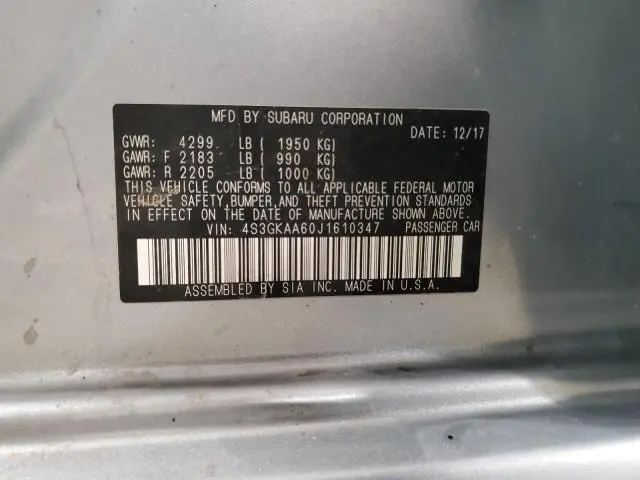 MFD BY SUBARU CORPORATION
DATE: 12/17
GVWR: 4299 LB ( 1950 KG)
GAWR: F 2183 LB ( 990 KG)
GAWR: R 2205 LB ( 1000 KG)
THIS VEHICLE CONFORMS TO ALL APPLICABLE FEDERAL MOTOR
VEHICLE SAFETY, BUMPER, AND THEFT PREVENTION STANDARDS
IN EFFECT ON THE DATE OF MANUFACTURE SHOWN ABOVE.
VIN: 4S3GKAA60J1610347 PASSENGER CAR
ASSEMBLED BY SIA INC. MADE IN U.S.A.